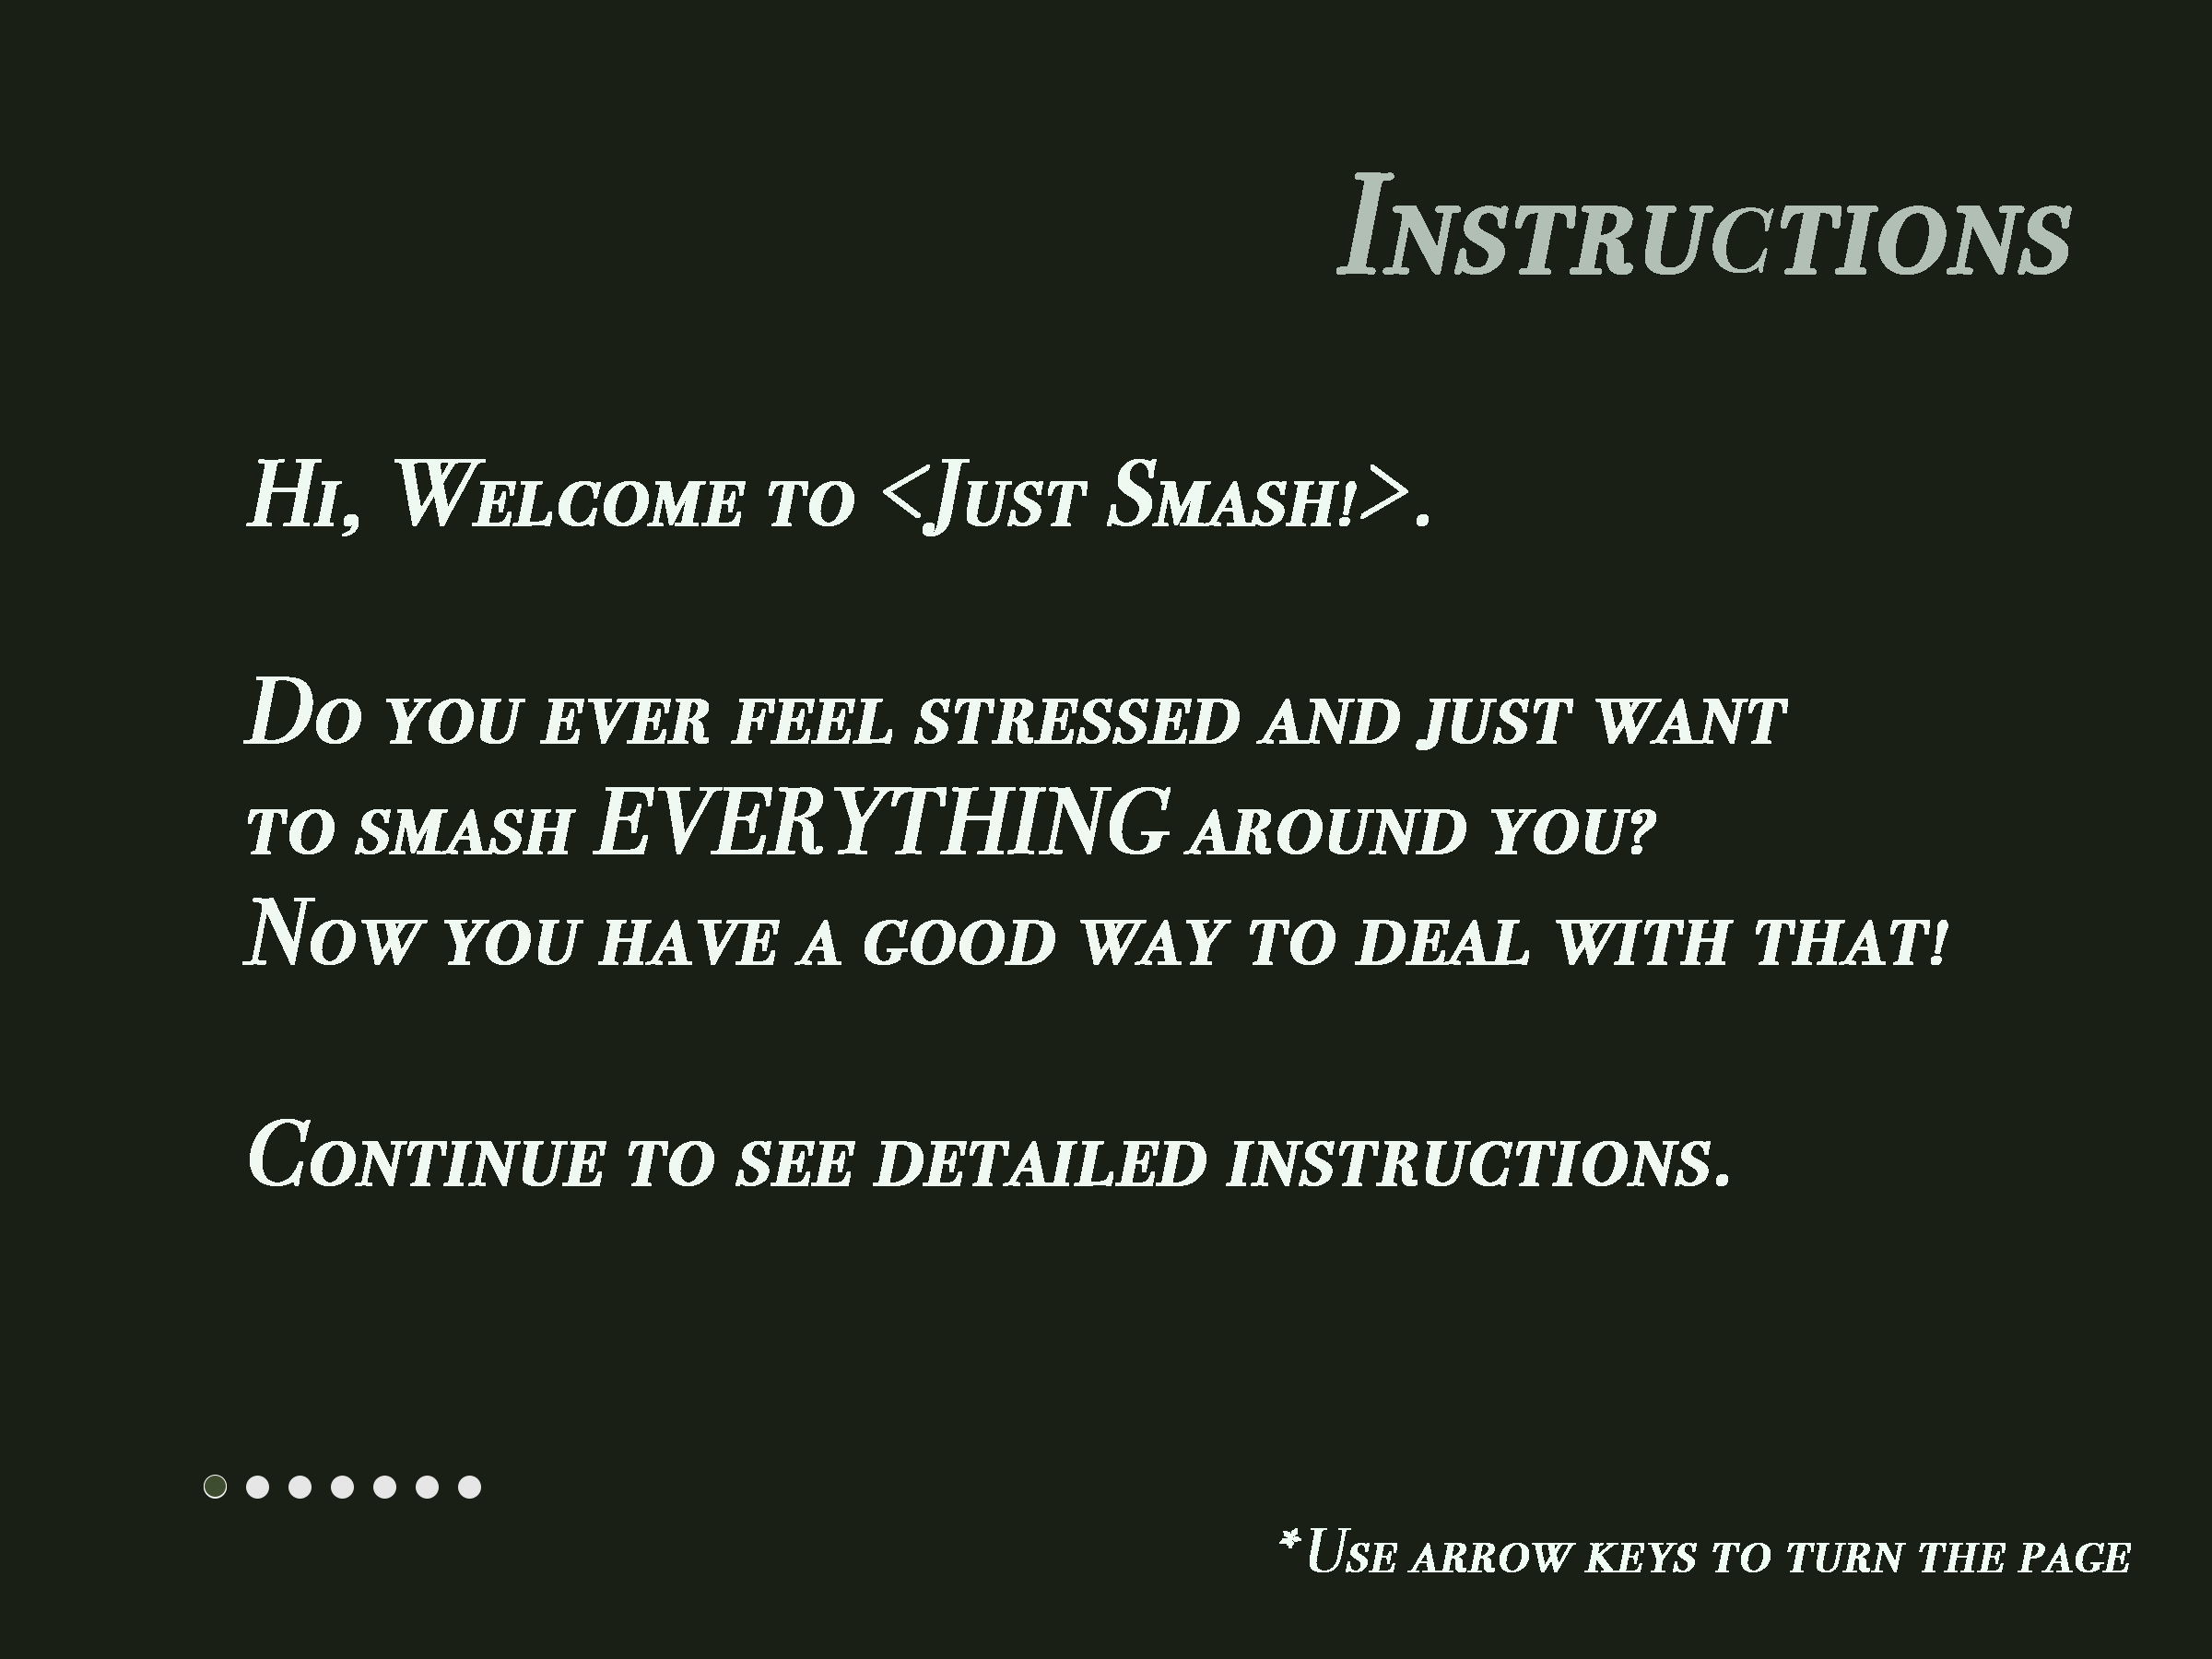 Instructions
Hi, Welcome to <Just Smash!>.
Do you ever feel stressed and just want
to smash EVERYTHING around you?
Now you have a good way to deal with that!
Continue to see detailed instructions.
*Use arrow keys to turn the page